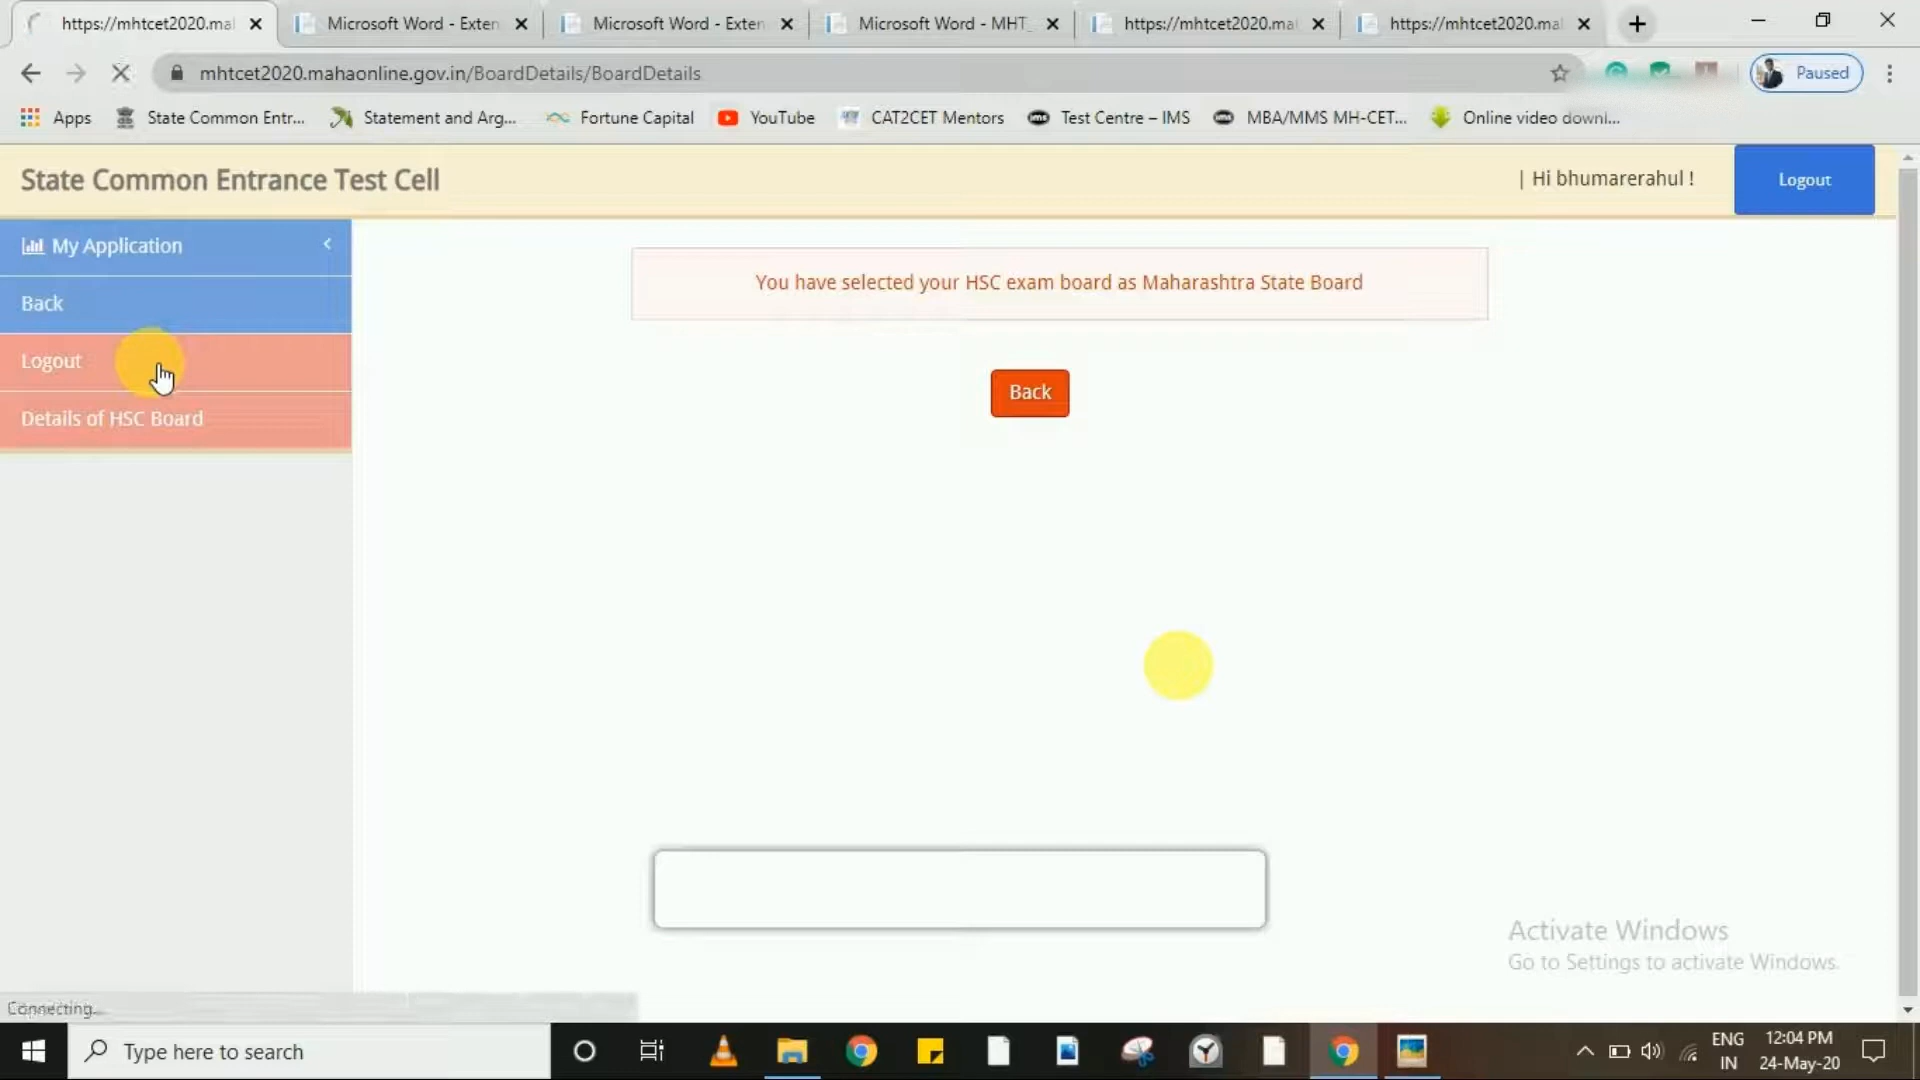 https://mhtcet2020.mal
Microsoft Word - Exten
Microsoft Word - Exten
Microsoft Word - MHT_
https://mhtcet2020.mal
https://mhtcet2020.mal
mhtcet2020.mahaonline.gov.in/BoardDetails/BoardDetails
Paused
Apps
State Common Entr...
Statement and Arg...
Fortune Capital
YouTube
CAT2CET Mentors
Test Centre – IMS
MBA/MMS MH-CET...
Online video downl...
State Common Entrance Test Cell
| Hi bhumarerahul !
Logout
My Application
Back
Logout
Details of HSC Board
You have selected your HSC exam board as Maharashtra State Board
Back
Activate Windows
Go to Settings to activate Windows.
Connecting...
Type here to search
ENG
IN
12:04 PM
24-May-20